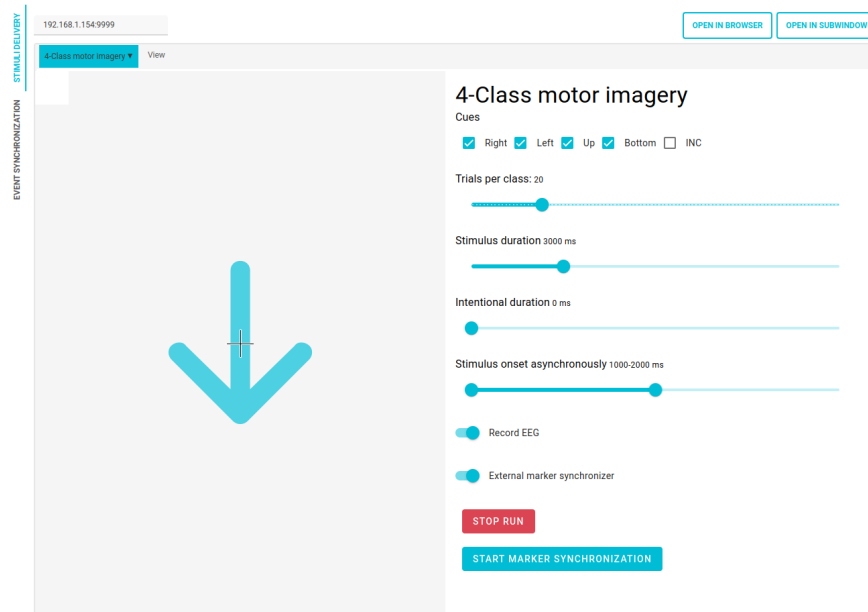 STIMULI DELIVERY
EVENT SYNCHRONIZATION
192.168.1.154:9999
OPEN IN BROWSER
OPEN IN SUBWINDOW
4-Class motor imagery ▼
View
4-Class motor imagery
Cues
Right Left Up Bottom INC
Trials per class: 20
Stimulus duration 3000 ms
Intentional duration 0 ms
Stimulus onset asynchronously 1000-2000 ms
Record EEG
External marker synchronizer
STOP RUN
START MARKER SYNCHRONIZATION